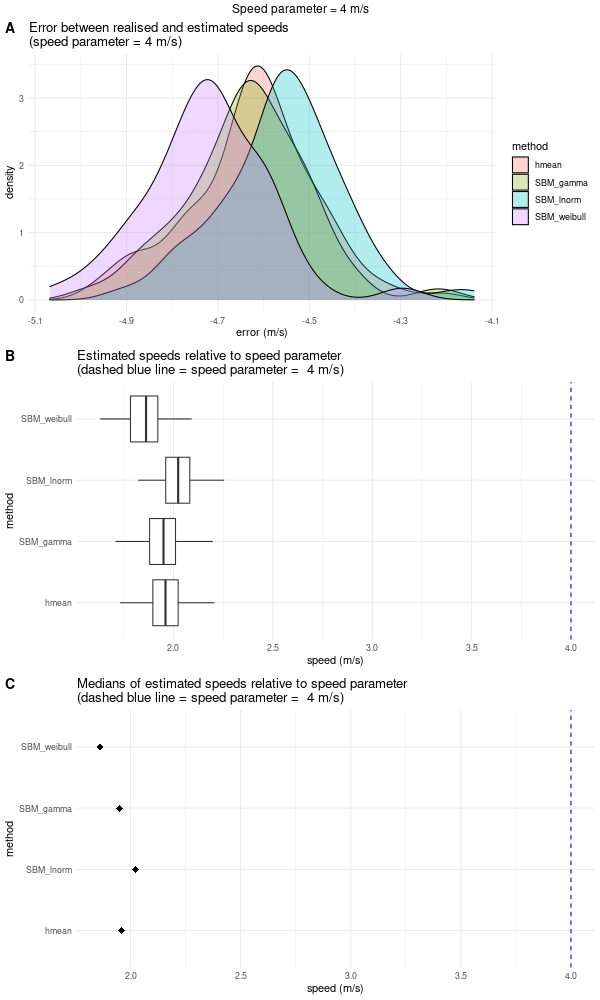 Speed parameter = 4 m/s
A
Error between realised and estimated speeds
(speed parameter = 4 m/s)
density
3
2
1
0
-5.1
-4.9
-4.7
-4.5
-4.3
-4.1
error (m/s)
method
hmean
SBM_gamma
SBM_lnorm
SBM_weibull
B
Estimated speeds relative to speed parameter
(dashed blue line = speed parameter =  4 m/s)
method
SBM_weibull
SBM_lnorm
SBM_gamma
hmean
2.0
2.5
3.0
3.5
4.0
speed (m/s)
C
Medians of estimated speeds relative to speed parameter
(dashed blue line = speed parameter =  4 m/s)
method
SBM_weibull
SBM_gamma
SBM_lnorm
hmean
2.0
2.5
3.0
3.5
4.0
speed (m/s)